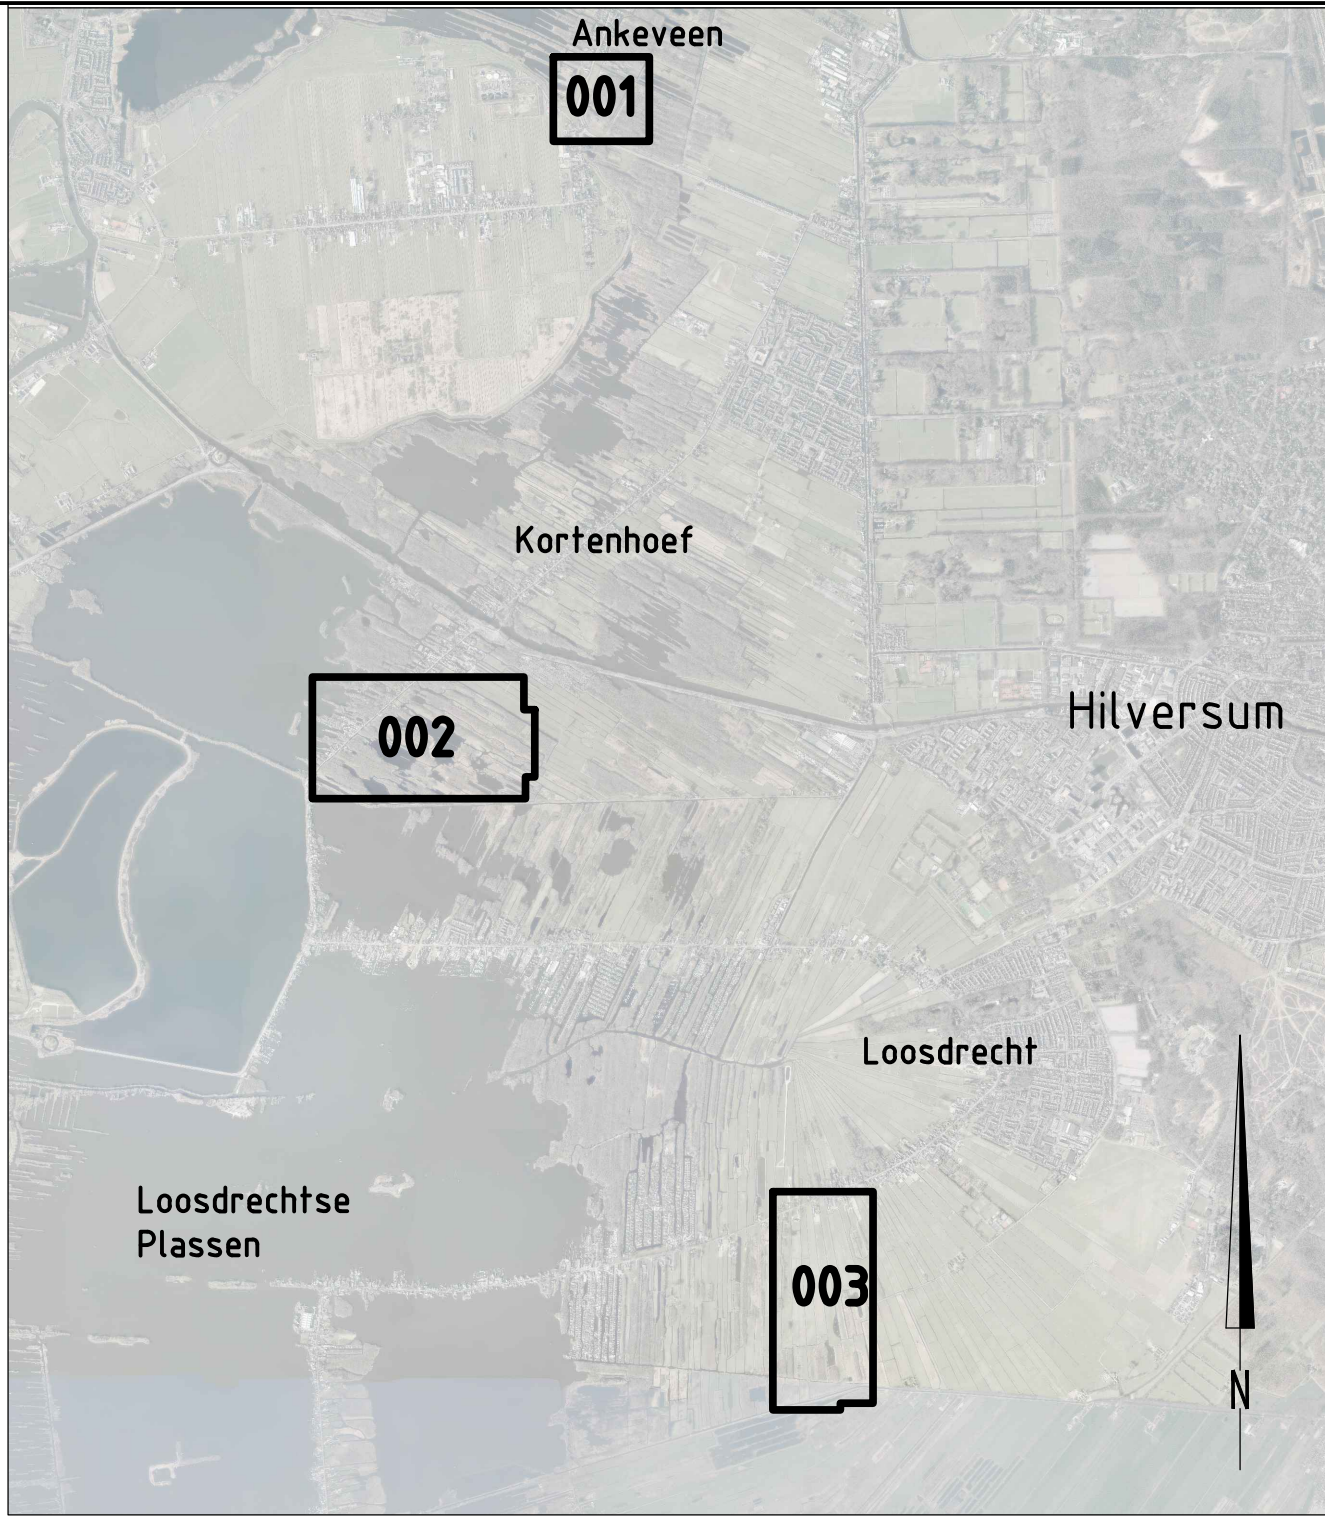 Ankeveen
001
Kortenhoef
Hilversum
002
Loosdrecht
Loosdrechtse
Plassen
003
N